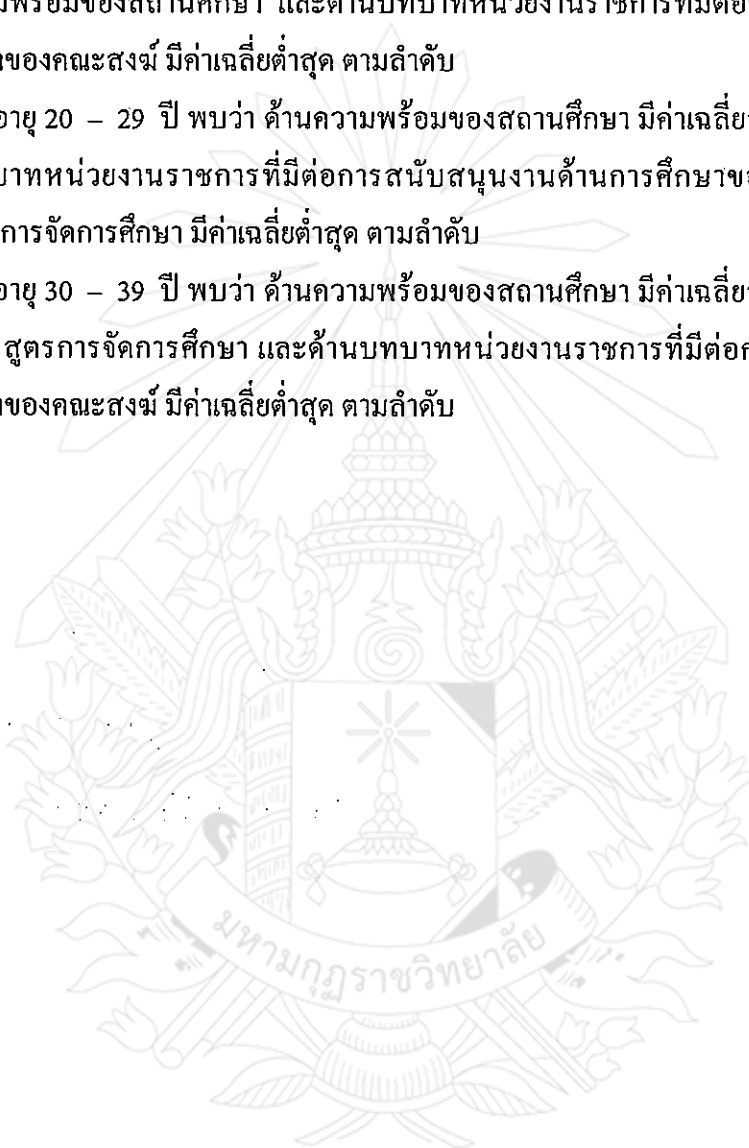 มพร้อมของสถานศึกษา และด้านบทบาทหน่วยงานราชการที่มีต่อ
ของคณะสงฆ์ มีค่าเฉลี่ยต่ำสุด ตามลำดับ
อายุ 20 – 29 ปี พบว่า ด้านความพร้อมของสถานศึกษา มีค่าเฉลี่ย
บาทหน่วยงานราชการที่มีต่อการสนับสนุนงานด้านการศึกษาข
การจัดการศึกษา มีค่าเฉลี่ยต่ำสุด ตามลำดับ
อายุ 30 – 39 ปี พบว่า ด้านความพร้อมของสถานศึกษา มีค่าเฉลี่ย
สูตรการจัดการศึกษา และด้านบทบาทหน่วยงานราชการที่มีต่อ
ของคณะสงฆ์ มีค่าเฉลี่ยต่ำสุด ตามลำดับ
มหามกุฏราชวิทยาลัย